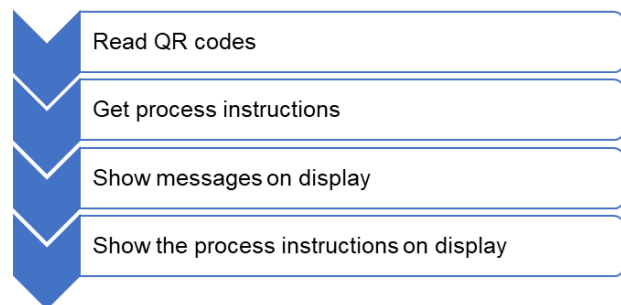 Read QR codes
Get process instructions
Show messages on display
Show the process instructions on display